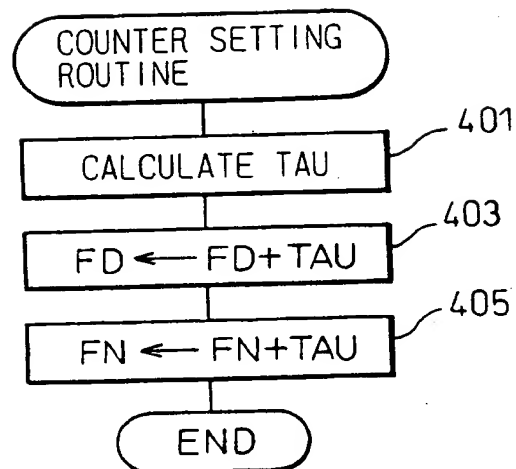 COUNTER SETTING
ROUTINE
401
CALCULATE TAU
403
FD ← FD+TAU
405
FN ← FN+TAU
END